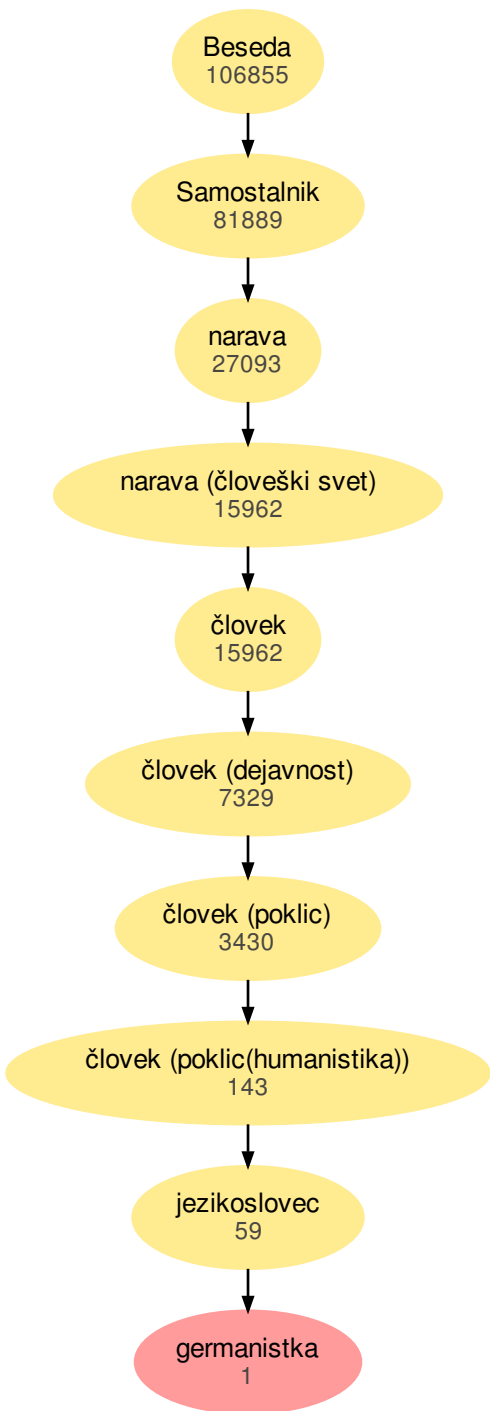 Beseda
106855
Samostalnik
81889
narava
27093
narava (človeški svet)
15962
človek
15962
človek (dejavnost)
7329
človek (poklic)
3430
človek (poklic(humanistika))
143
jezikoslovec
59
germanistka
1